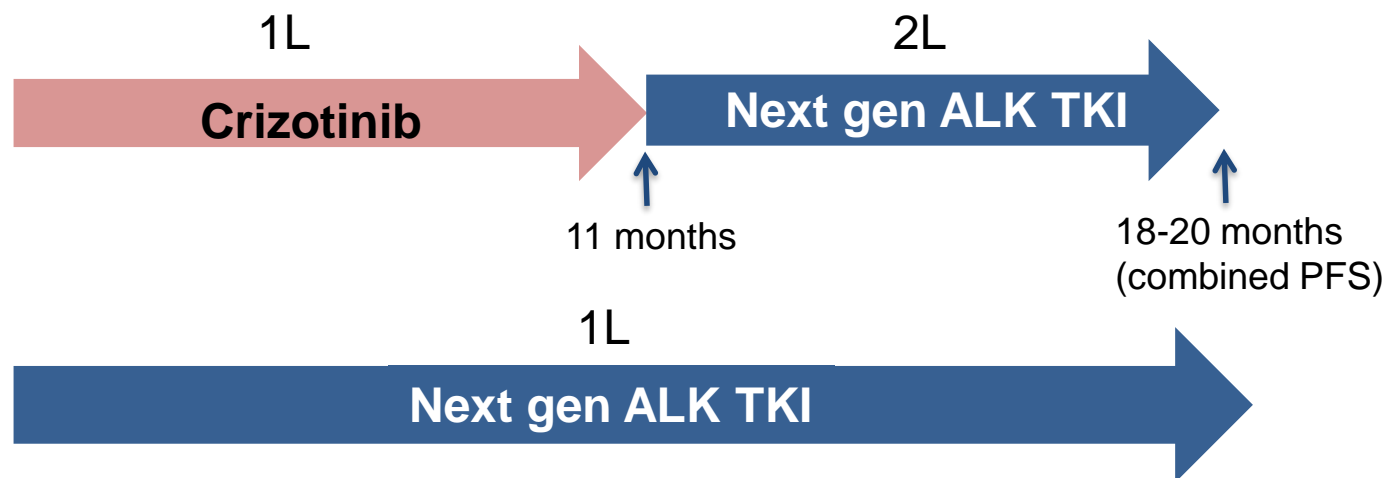 1L
2L
Crizotinib
Next gen ALK TKI
11 months
18-20 months
(combined PFS)
1L
Next gen ALK TKI